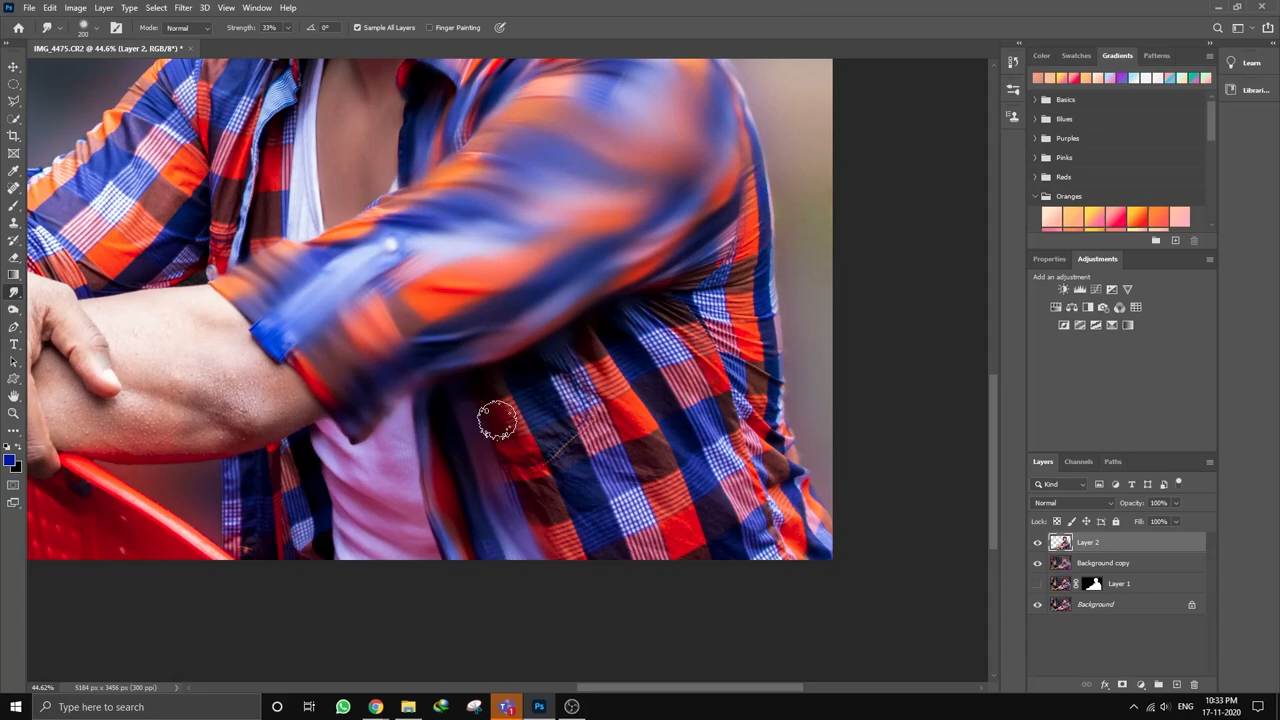 Ps File Edit Image Layer Type Select Filter 3D View Window Help
200 Mode: Normal Strength: 33% 0° Sample All Layers Finger Painting
IMG_4475.CR2 @ 44.6% (Layer 2, RGB/8*) *
Color Swatches Gradients Patterns
Learn
Librari...
Basics
Blues
Purples
Pinks
Reds
Oranges
Properties Adjustments
Add an adjustment
Layers Channels Paths
Kind
Normal Opacity: 100%
Lock: Fill: 100%
Layer 2
Background copy
Layer 1
Background
44.62% 5184 px x 3456 px (300 ppi)
Type here to search
Ps
ENG
10:33 PM
17-11-2020